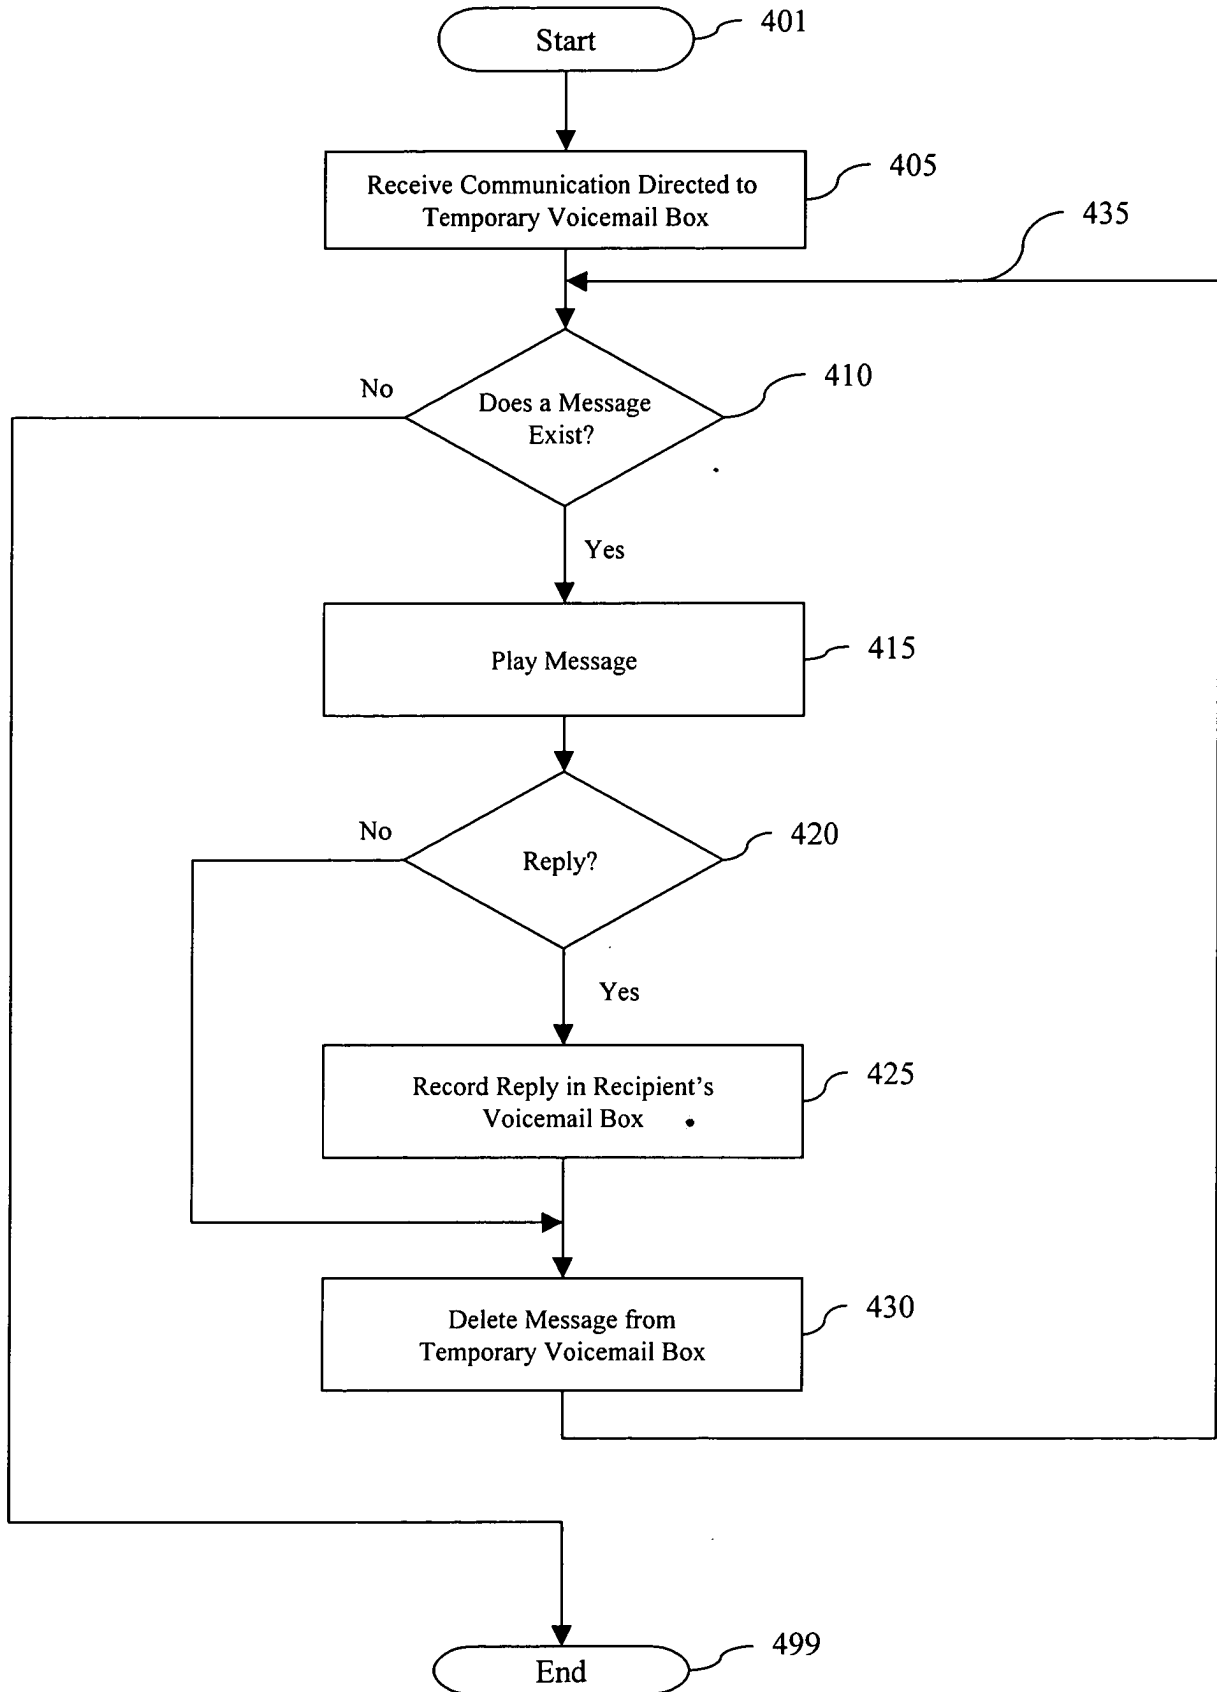 Start
401
Receive Communication Directed to
Temporary Voicemail Box
405
435
No
Does a Message
Exist?
410
Yes
Play Message
415
No
Reply?
420
Yes
Record Reply in Recipient's
Voicemail Box
425
Delete Message from
Temporary Voicemail Box
430
End
499